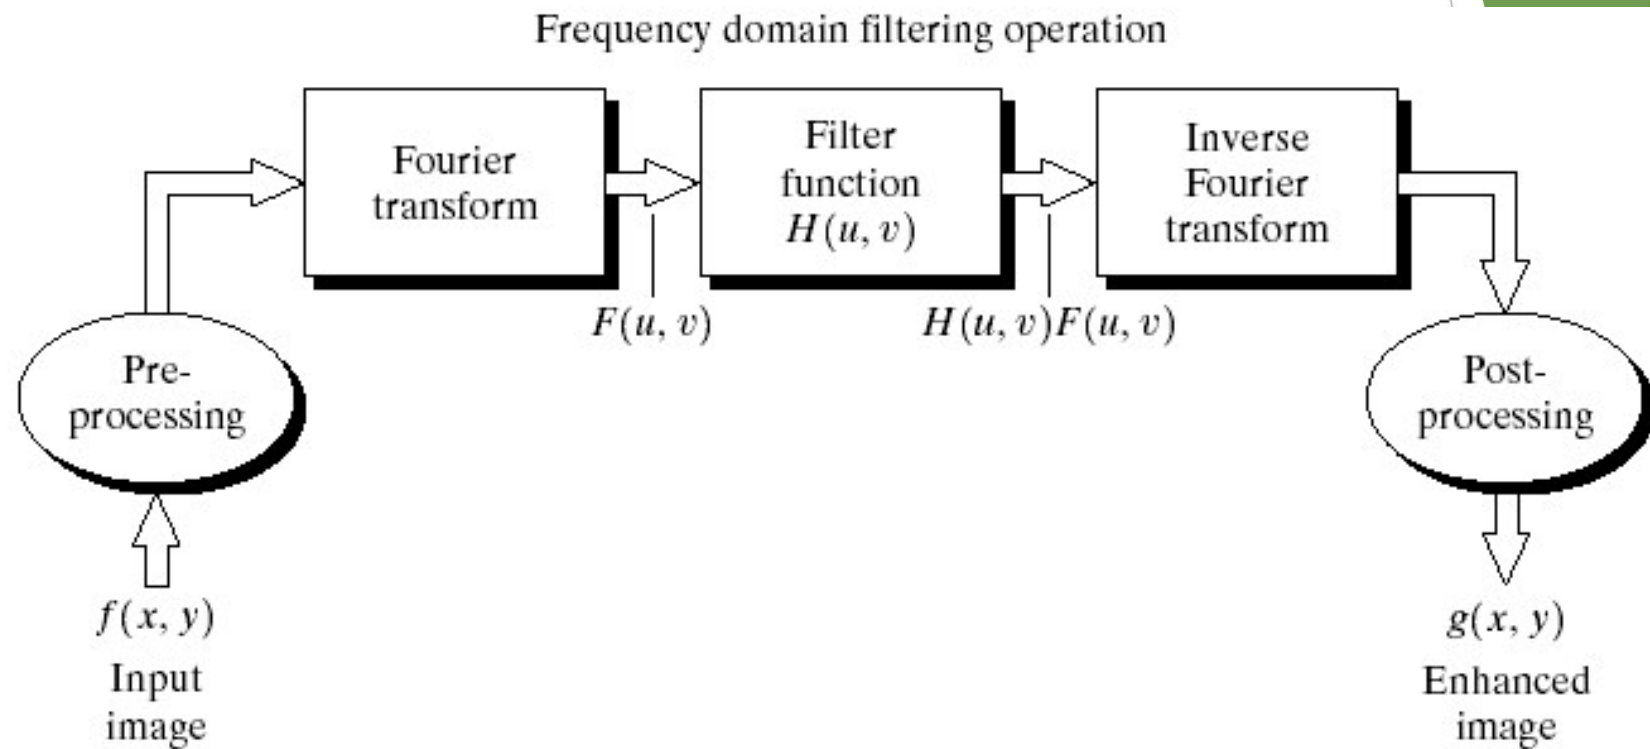 Frequency domain filtering operation
Fourier
transform
Filter
function
H(u, v)
Inverse
Fourier
transform
F(u, v)
H(u, v)F(u, v)
Pre-
processing
Post-
processing
f(x, y)
Input
image
g(x, y)
Enhanced
image